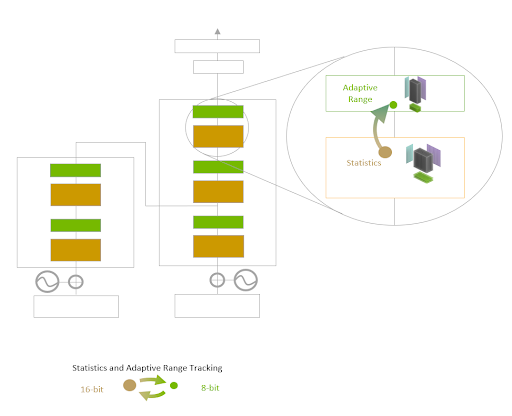 Adaptive
Range
Statistics
Statistics and Adaptive Range Tracking
16-bit
8-bit